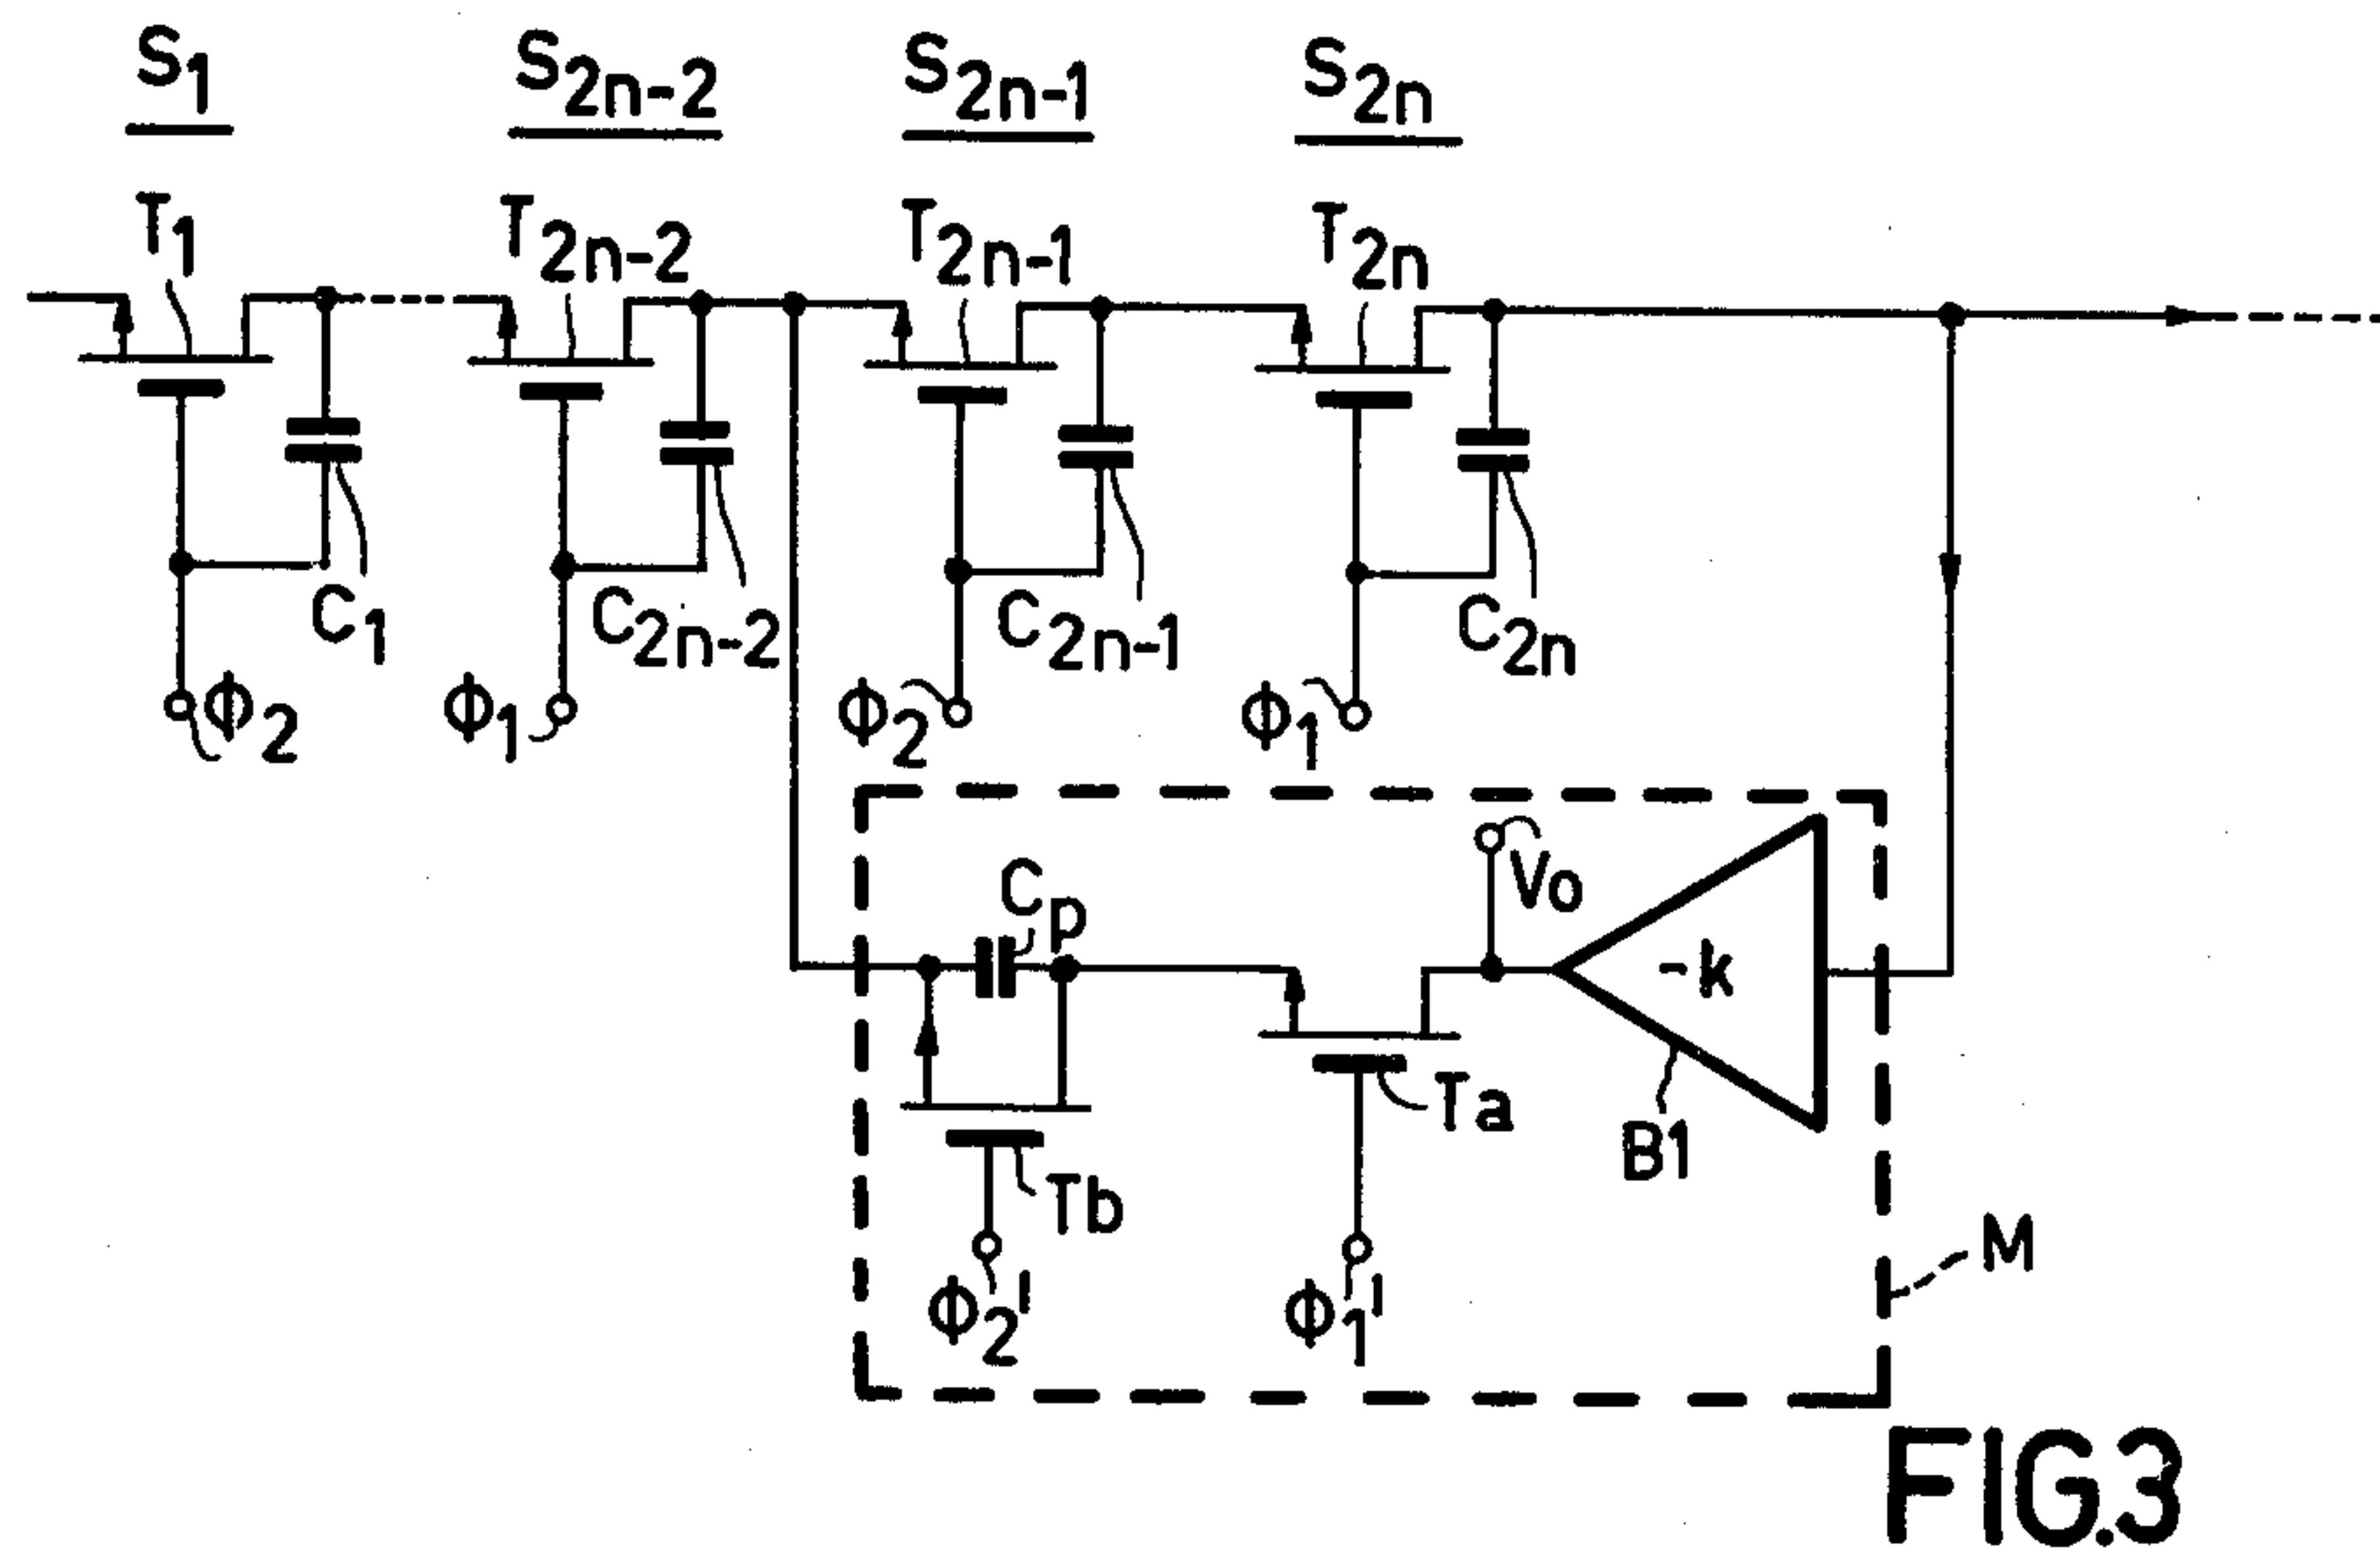 S1 S2n-2 S2n-1 S2n
T1 T2n-2 T2n-1 T2n
C1 C2n-2 C2n-1 C2n
Φ2 Φ1 Φ2 Φ1
Vo
Cp
-k
Ta
B1
Tb
M
Φ2' Φ1'
FIG.3